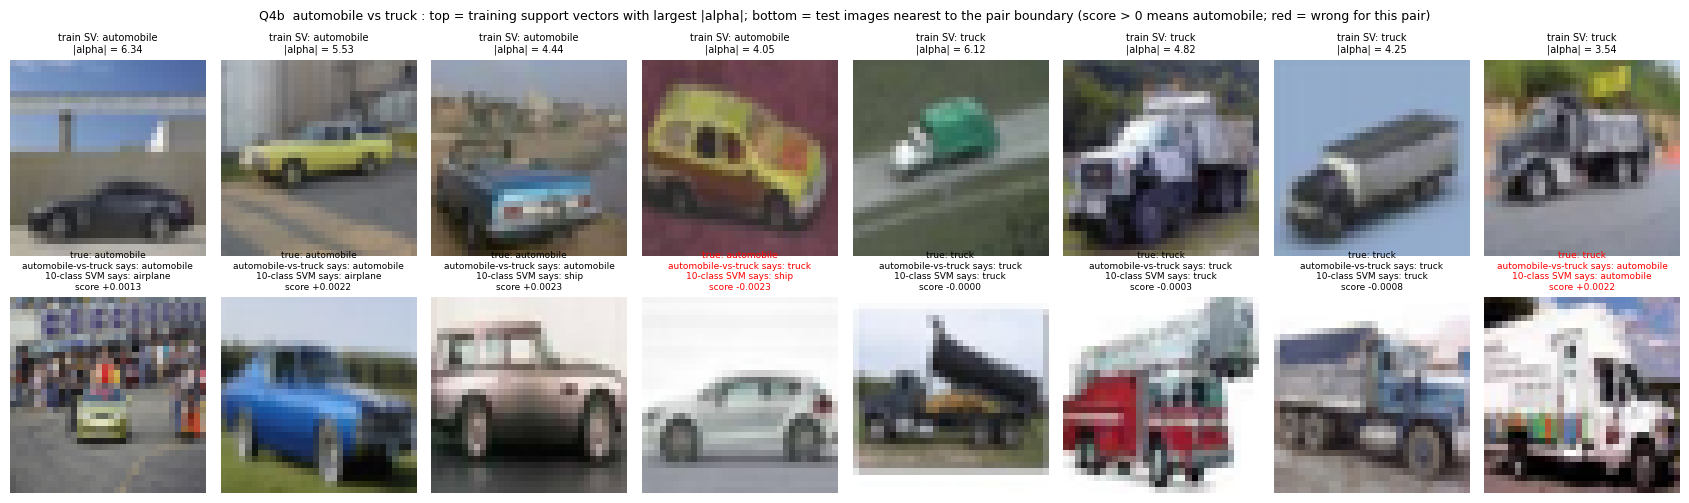 Q4b automobile vs truck : top = training support vectors with largest |alpha|; bottom = test images nearest to the pair boundary (score > 0 means automobile; red = wrong for this pair)
train SV: automobile
|alpha| = 6.34
train SV: automobile
|alpha| = 5.53
train SV: automobile
|alpha| = 4.44
train SV: automobile
|alpha| = 4.05
train SV: truck
|alpha| = 6.12
train SV: truck
|alpha| = 4.82
train SV: truck
|alpha| = 4.25
train SV: truck
|alpha| = 3.54
true: automobile
automobile-vs-truck says: automobile
10-class SVM says: airplane
score +0.0013
true: automobile
automobile-vs-truck says: automobile
10-class SVM says: airplane
score +0.0022
true: automobile
automobile-vs-truck says: automobile
10-class SVM says: ship
score +0.0023
true: automobile
automobile-vs-truck says: truck
10-class SVM says: ship
score -0.0023
true: truck
automobile-vs-truck says: truck
10-class SVM says: truck
score -0.0000
true: truck
automobile-vs-truck says: truck
10-class SVM says: truck
score -0.0003
true: truck
automobile-vs-truck says: truck
10-class SVM says: truck
score -0.0008
true: truck
automobile-vs-truck says: automobile
10-class SVM says: automobile
score +0.0022